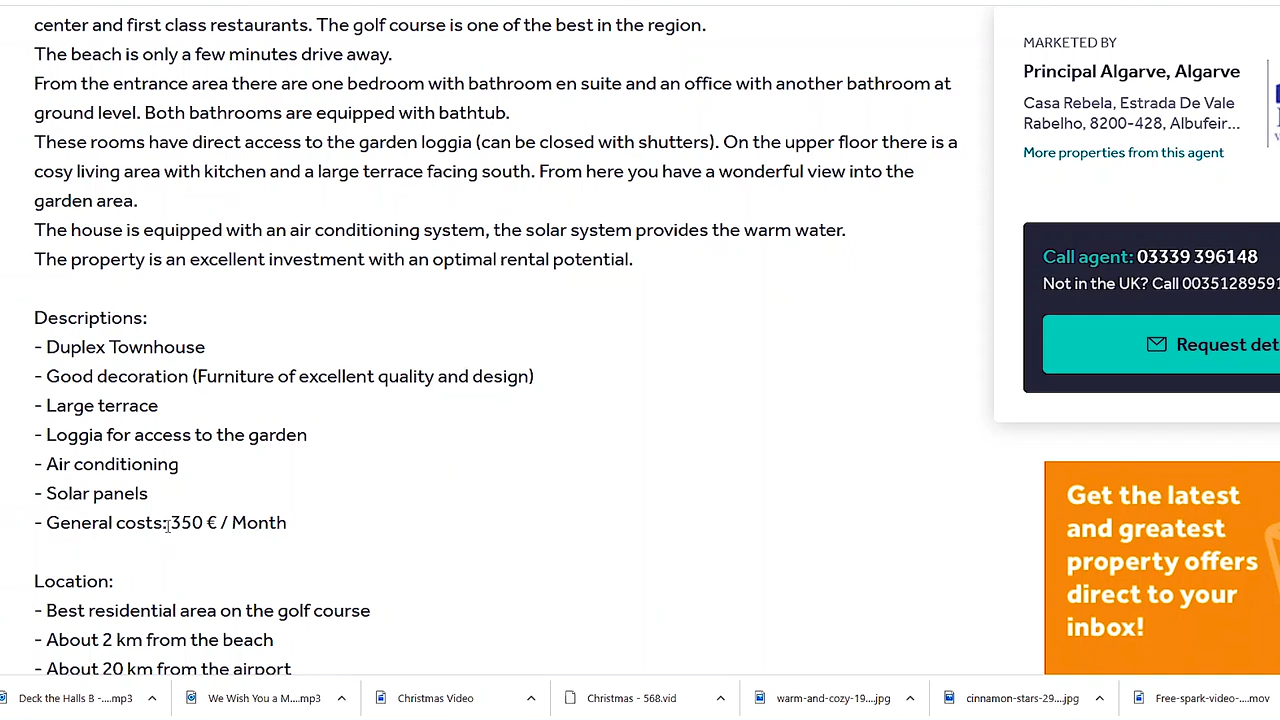 center and first class restaurants. The golf course is one of the best in the region.
The beach is only a few minutes drive away.
From the entrance area there are one bedroom with bathroom en suite and an office with another bathroom at
ground level. Both bathrooms are equipped with bathtub.
These rooms have direct access to the garden loggia (can be closed with shutters). On the upper floor there is a
cosy living area with kitchen and a large terrace facing south. From here you have a wonderful view into the
garden area.
The house is equipped with an air conditioning system, the solar system provides the warm water.
The property is an excellent investment with an optimal rental potential.
Descriptions:
- Duplex Townhouse
- Good decoration (Furniture of excellent quality and design)
- Large terrace
- Loggia for access to the garden
- Air conditioning
- Solar panels
- General costs: 350 € / Month
Location:
- Best residential area on the golf course
- About 2 km from the beach
- About 20 km from the airport
MARKETED BY
Principal Algarve, Algarve
Casa Rebela, Estrada De Vale
Rabelho, 8200-428, Albufeir...
More properties from this agent
Call agent: 03339 396148
Not in the UK? Call 0035128959
Request det
Get the latest
and greatest
property offers
direct to your
inbox!
Deck the Halls B -....mp3
We Wish You a M....mp3
Christmas Video
Christmas - 568.vid
warm-and-cozy-19....jpg
cinnamon-stars-29....jpg
Free-spark-video-....mov